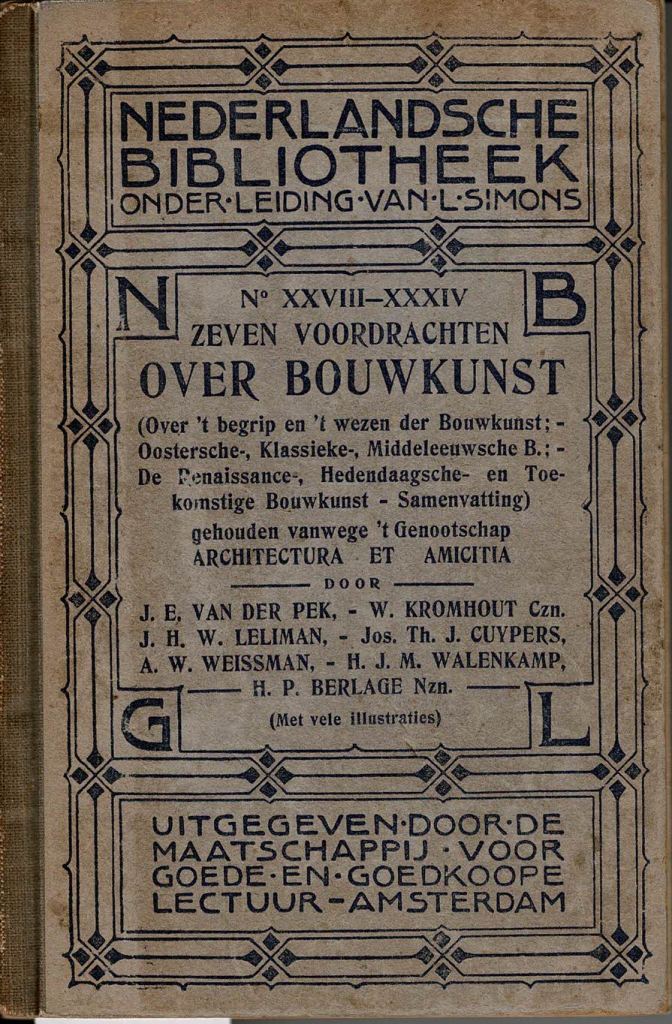 NEDERLANDSCHE
BIBLIOTHEEK
ONDER·LEIDING·VAN·L·SIMONS
N
B
Nº XXVIII–XXXIV
ZEVEN VOORDRACHTEN
OVER BOUWKUNST
(Over 't begrip en 't wezen der Bouwkunst; -
Oostersche-, Klassieke-, Middeleeuwsche B.; -
De Renaissance-, Hedendaagsche- en Toe-
komstige Bouwkunst - Samenvatting)
gehouden vanwege 't Genootschap
ARCHITECTURA ET AMICITIA
DOOR
J. E. VAN DER PEK, - W. KROMHOUT Czn.
J. H. W. LELIMAN, - Jos. Th. J. CUYPERS,
A. W. WEISSMAN, - H. J. M. WALENKAMP,
H. P. BERLAGE Nzn.
(Met vele illustraties)
G
L
UITGEGEVEN·DOOR·DE
MAATSCHAPPIJ·VOOR
GOEDE·EN·GOEDKOOPE
LECTUUR–AMSTERDAM